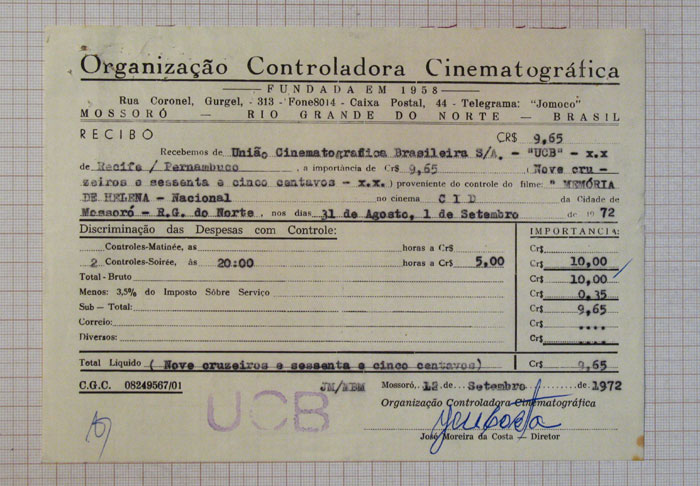 Organização Controladora Cinematográfica
FUNDADA EM 1958
Rua Coronel, Gurgel, - 313 - Fone8014 - Caixa Postal, 44 - Telegrama: "Jomoco"
MOSSORÓ — RIO GRANDE DO NORTE — BRASIL
RECIBO CR$ 9,65
Recebemos de União Cinematografica Brasileira S/A. - "UCB" - x.x
de Recife / Pernambuco, a importância de Cr$ 9,65 (Nove cru -
zeiros e sessenta e cinco centavos - x.x.) proveniente do controle do filme: " MEMÓRIA
DE HELENA - Nacional no cinema C I D da Cidade de
Mossoró - R.G. do Norte, nos dias 31 de Agosto, 1 de Setembro de 1972
Discriminação das Despesas com Controle: IMPORTANCIA:
Controles-Matinée, as horas a Cr$ Cr$
2 Controles-Soirée, às 20:00 horas a Cr$ 5,00 Cr$ 10,00
Total - Bruto Cr$ 10,00
Menos: 3,5% do Imposto Sôbre Serviço Cr$ 0.35
Sub — Total: Cr$ 9,65
Correio: Cr$ ....
Diversos: Cr$ ....
Total Líquido ( Nove cruzeiros e sessenta e cinco centavos) Cr$ 9,65
C.G.C. 08249567/01 JM/MBM Mossoró, 12 de Setembro de 1972
Organização Controladora Cinematográfica
UCB
José Moreira da Costa — Diretor